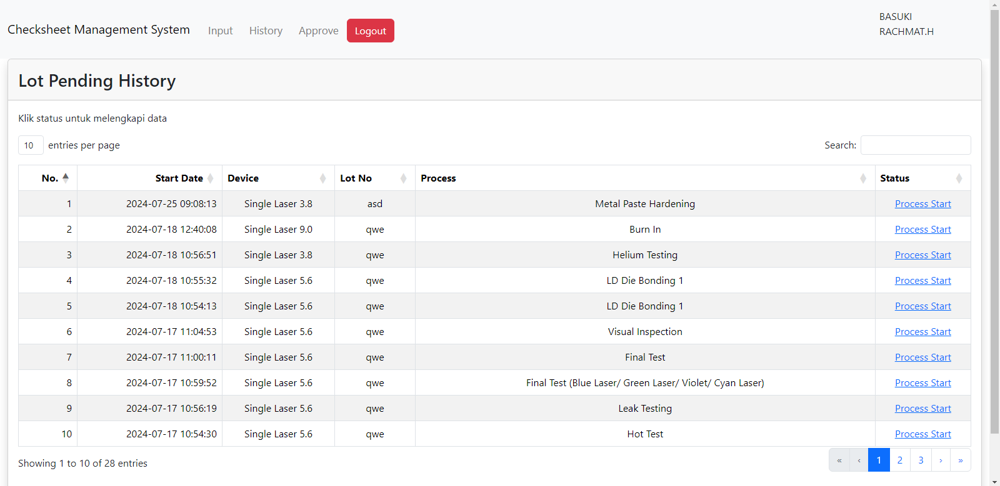 Checksheet Management System Input History Approve Logout
BASUKI
RACHMAT.H
Lot Pending History
Klik status untuk melengkapi data
10 entries per page Search:
No. Start Date Device Lot No Process Status
1 2024-07-25 09:08:13 Single Laser 3.8 asd Metal Paste Hardening Process Start
2 2024-07-18 12:40:08 Single Laser 9.0 qwe Burn In Process Start
3 2024-07-18 10:56:51 Single Laser 3.8 qwe Helium Testing Process Start
4 2024-07-18 10:55:32 Single Laser 5.6 qwe LD Die Bonding 1 Process Start
5 2024-07-18 10:54:13 Single Laser 5.6 qwe LD Die Bonding 1 Process Start
6 2024-07-17 11:04:53 Single Laser 5.6 qwe Visual Inspection Process Start
7 2024-07-17 11:00:11 Single Laser 5.6 qwe Final Test Process Start
8 2024-07-17 10:59:52 Single Laser 5.6 qwe Final Test (Blue Laser/ Green Laser/ Violet/ Cyan Laser) Process Start
9 2024-07-17 10:56:19 Single Laser 5.6 qwe Leak Testing Process Start
10 2024-07-17 10:54:30 Single Laser 5.6 qwe Hot Test Process Start
Showing 1 to 10 of 28 entries « ‹ 1 2 3 › »